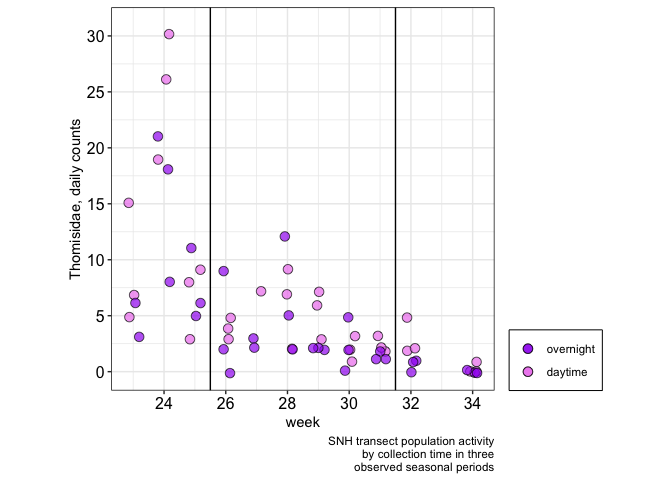 Thomisidae, daily counts
30
25
20
15
10
5
0
24 26 28 30 32 34
week
overnight
daytime
SNH transect population activity
by collection time in three
observed seasonal periods